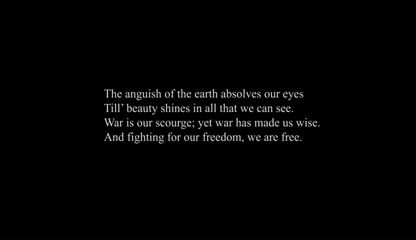 The anguish of the earth absolves our eyes
Till' beauty shines in all that we can see.
War is our scourge; yet war has made us wise.
And fighting for our freedom, we are free.